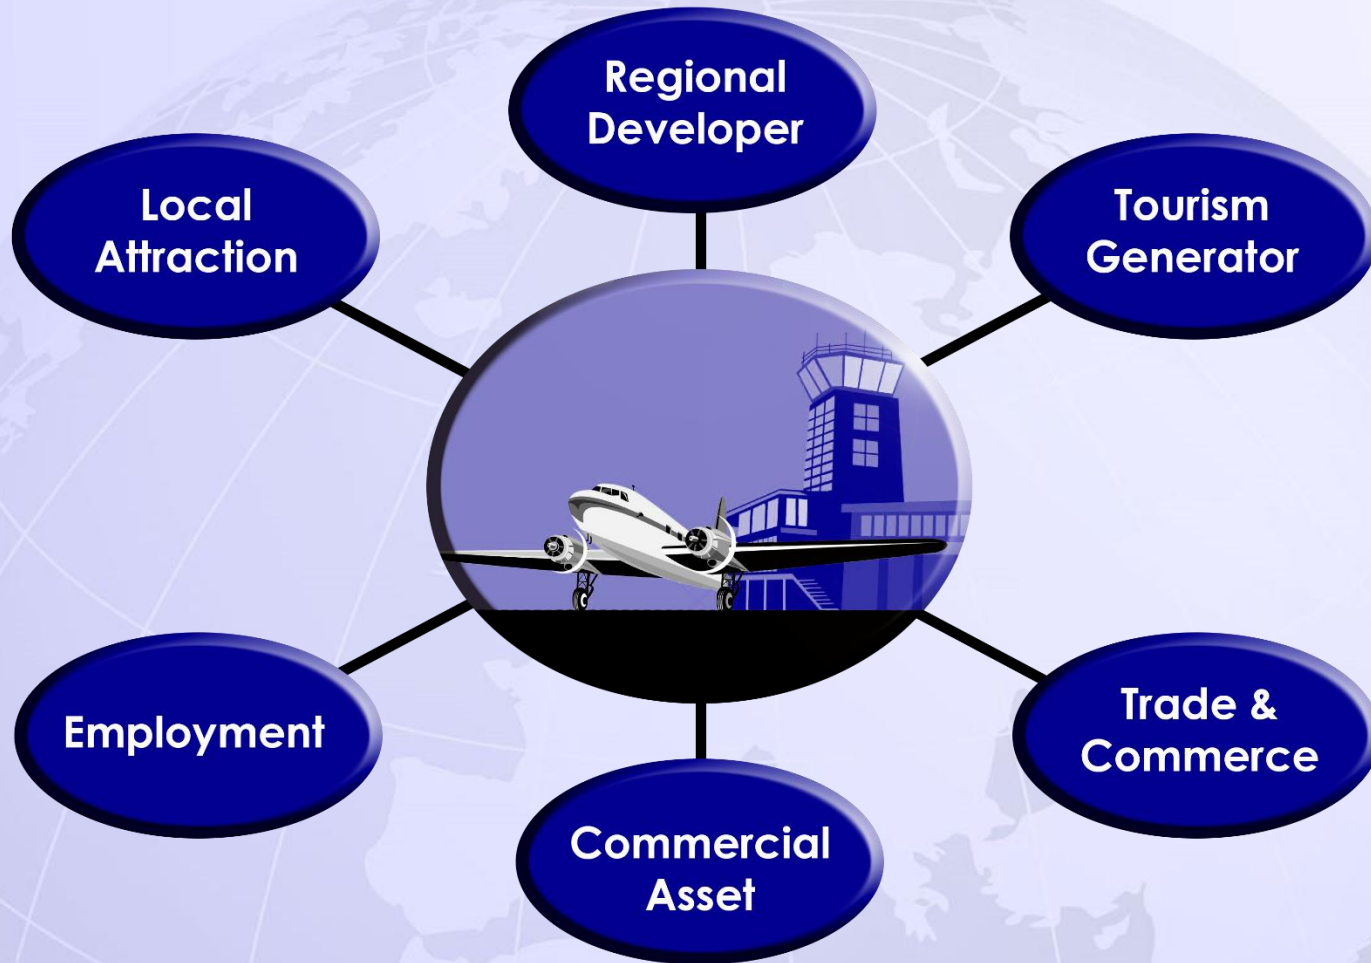 Regional
Developer
Local
Attraction
Tourism
Generator
Employment
Trade &
Commerce
Commercial
Asset